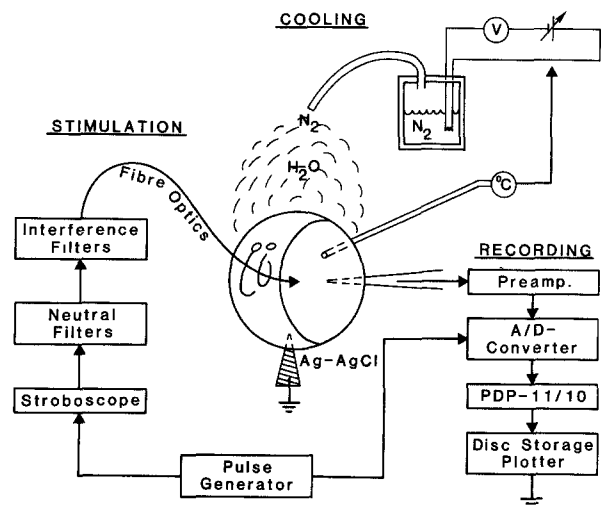 COOLING
V
N₂
STIMULATION
N₂
H₂O
Fibre Optics
°C
Interference
Filters
RECORDING
Preamp.
Neutral
Filters
A/D-
Converter
Ag-AgCl
Stroboscope
PDP-11/10
Pulse
Generator
Disc Storage
Plotter